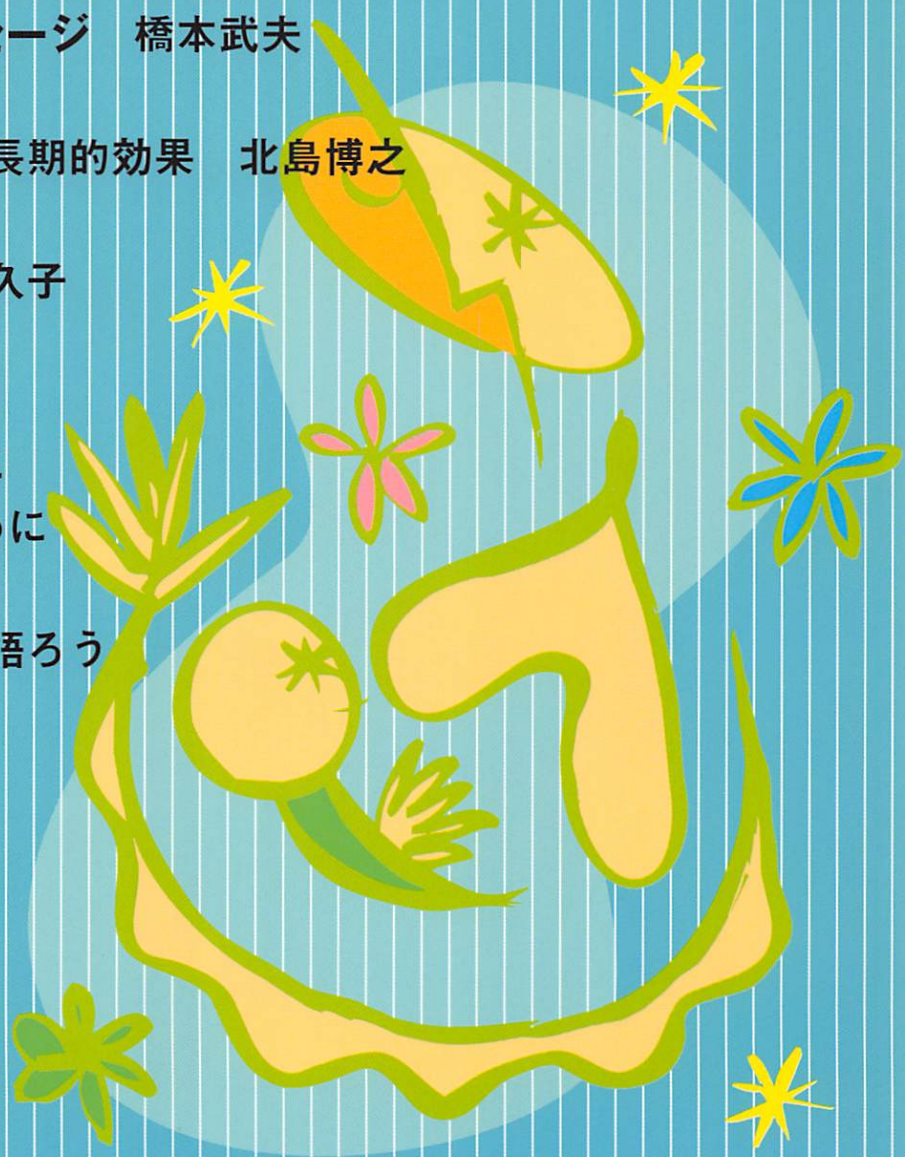 ージ 橋本武夫
長期的効果 北島博之
久子
に
語ろう